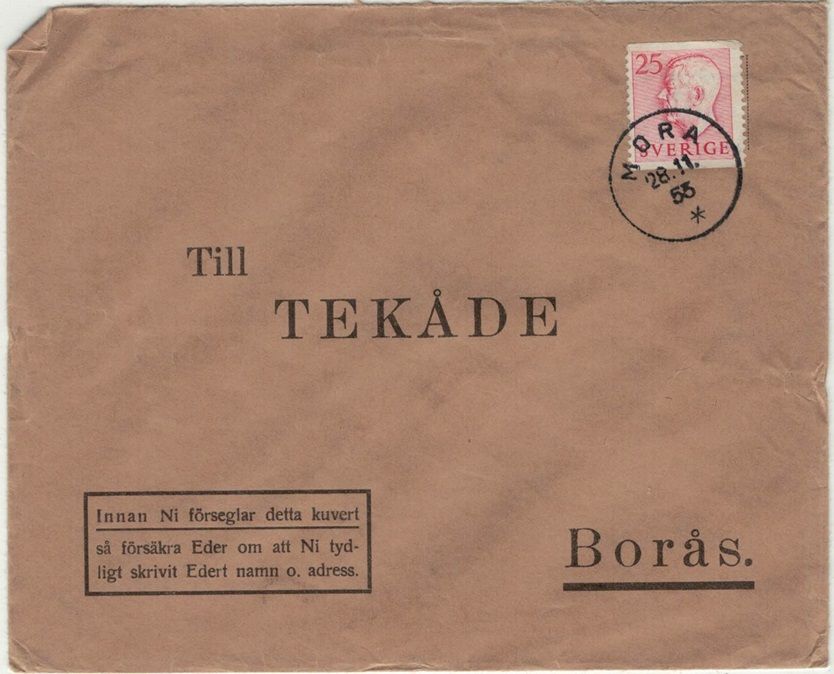 25
SVERIGE
MORA
28.11.
53
*
Till
TEKÅDE
Innan Ni förseglar detta kuvert
så försäkra Eder om att Ni tyd-
ligt skrivit Edert namn o. adress.
Borås.